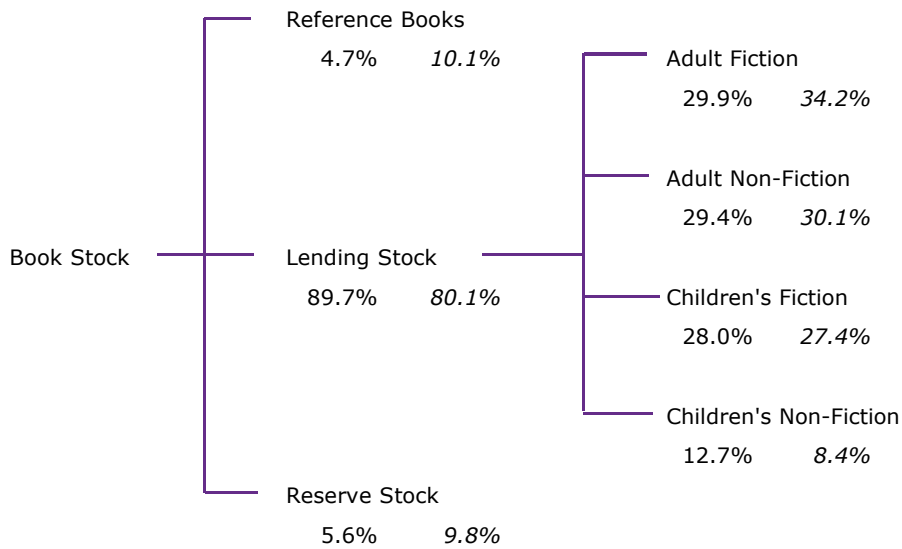 Reference Books
4.7% 10.1%
Adult Fiction
29.9% 34.2%
Adult Non-Fiction
29.4% 30.1%
Book Stock
Lending Stock
89.7% 80.1%
Children's Fiction
28.0% 27.4%
Children's Non-Fiction
12.7% 8.4%
Reserve Stock
5.6% 9.8%